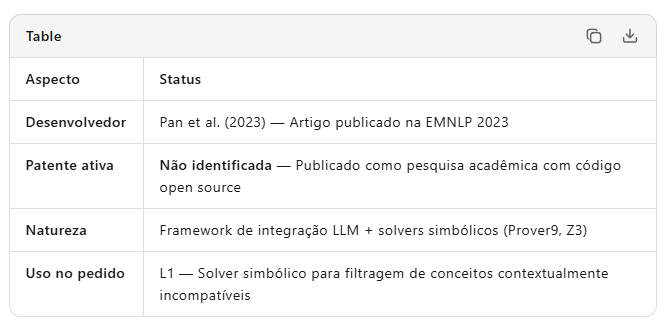 Table
Aspecto Status
Desenvolvedor Pan et al. (2023) — Artigo publicado na EMNLP 2023
Patente ativa Não identificada — Publicado como pesquisa acadêmica com código
open source
Natureza Framework de integração LLM + solvers simbólicos (Prover9, Z3)
Uso no pedido L1 — Solver simbólico para filtragem de conceitos contextualmente
incompatíveis